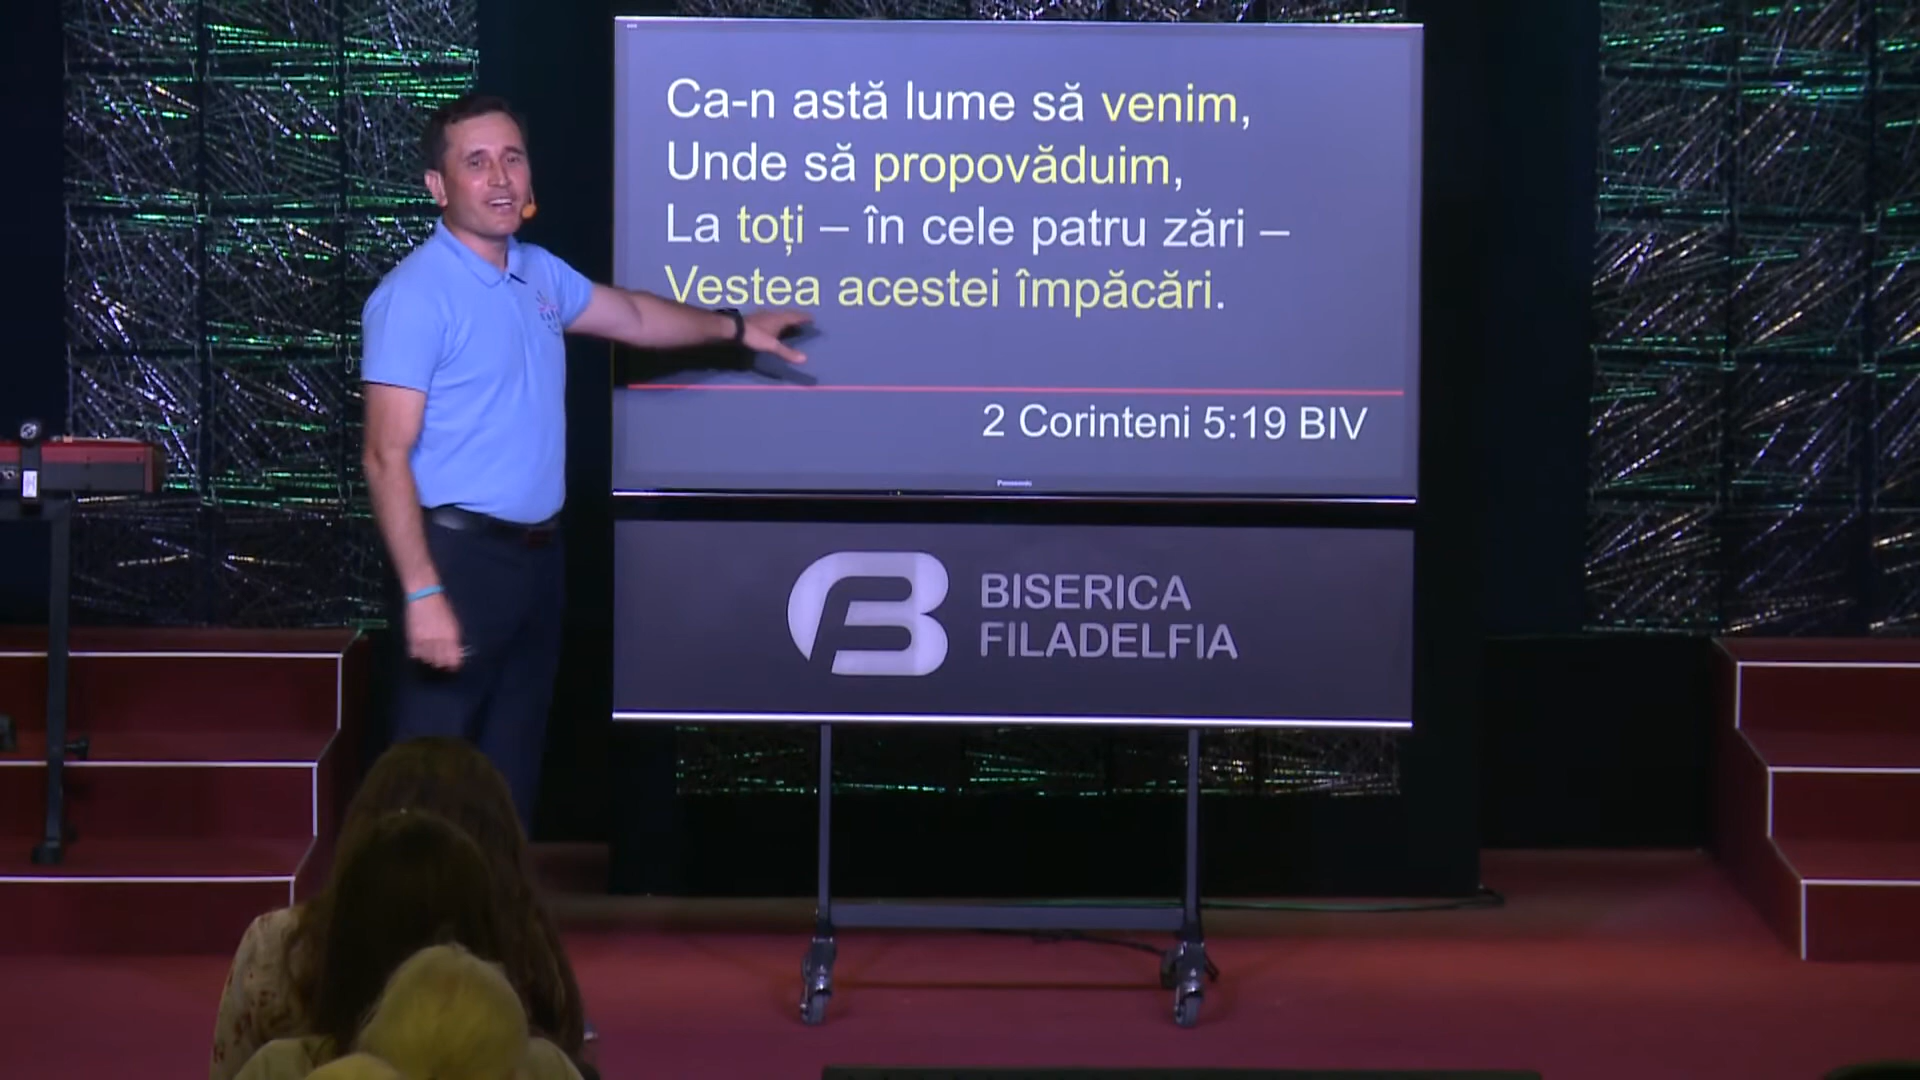 Ca-n astă lume să venim,
Unde să propovăduim,
La toți – în cele patru zări –
Vestea acestei împăcări.
2 Corinteni 5:19 BIV
Panasonic
BISERICA
FILADELFIA